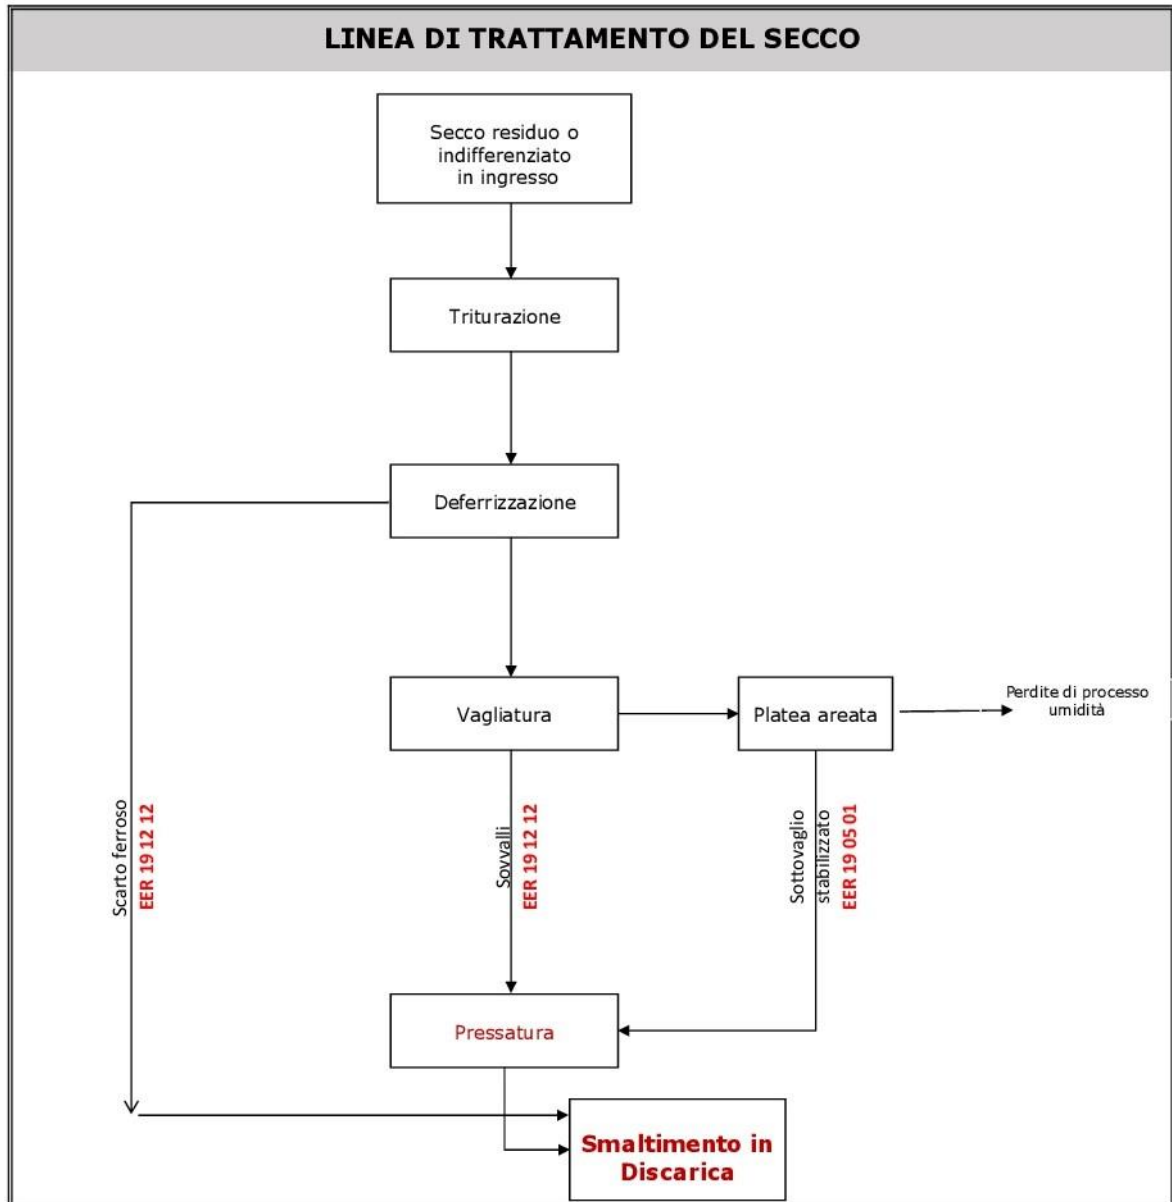 LINEA DI TRATTAMENTO DEL SECCO
Secco residuo o
indifferenziato
in ingresso
Triturazione
Deferrizzazione
Vagliatura
Platea areata
Perdite di processo
umidità
Scarto ferroso
EER 19 12 12
Sovvalli
EER 19 12 12
Sottovaglio
stabilizzato
EER 19 05 01
Pressatura
Smaltimento in
Discarica